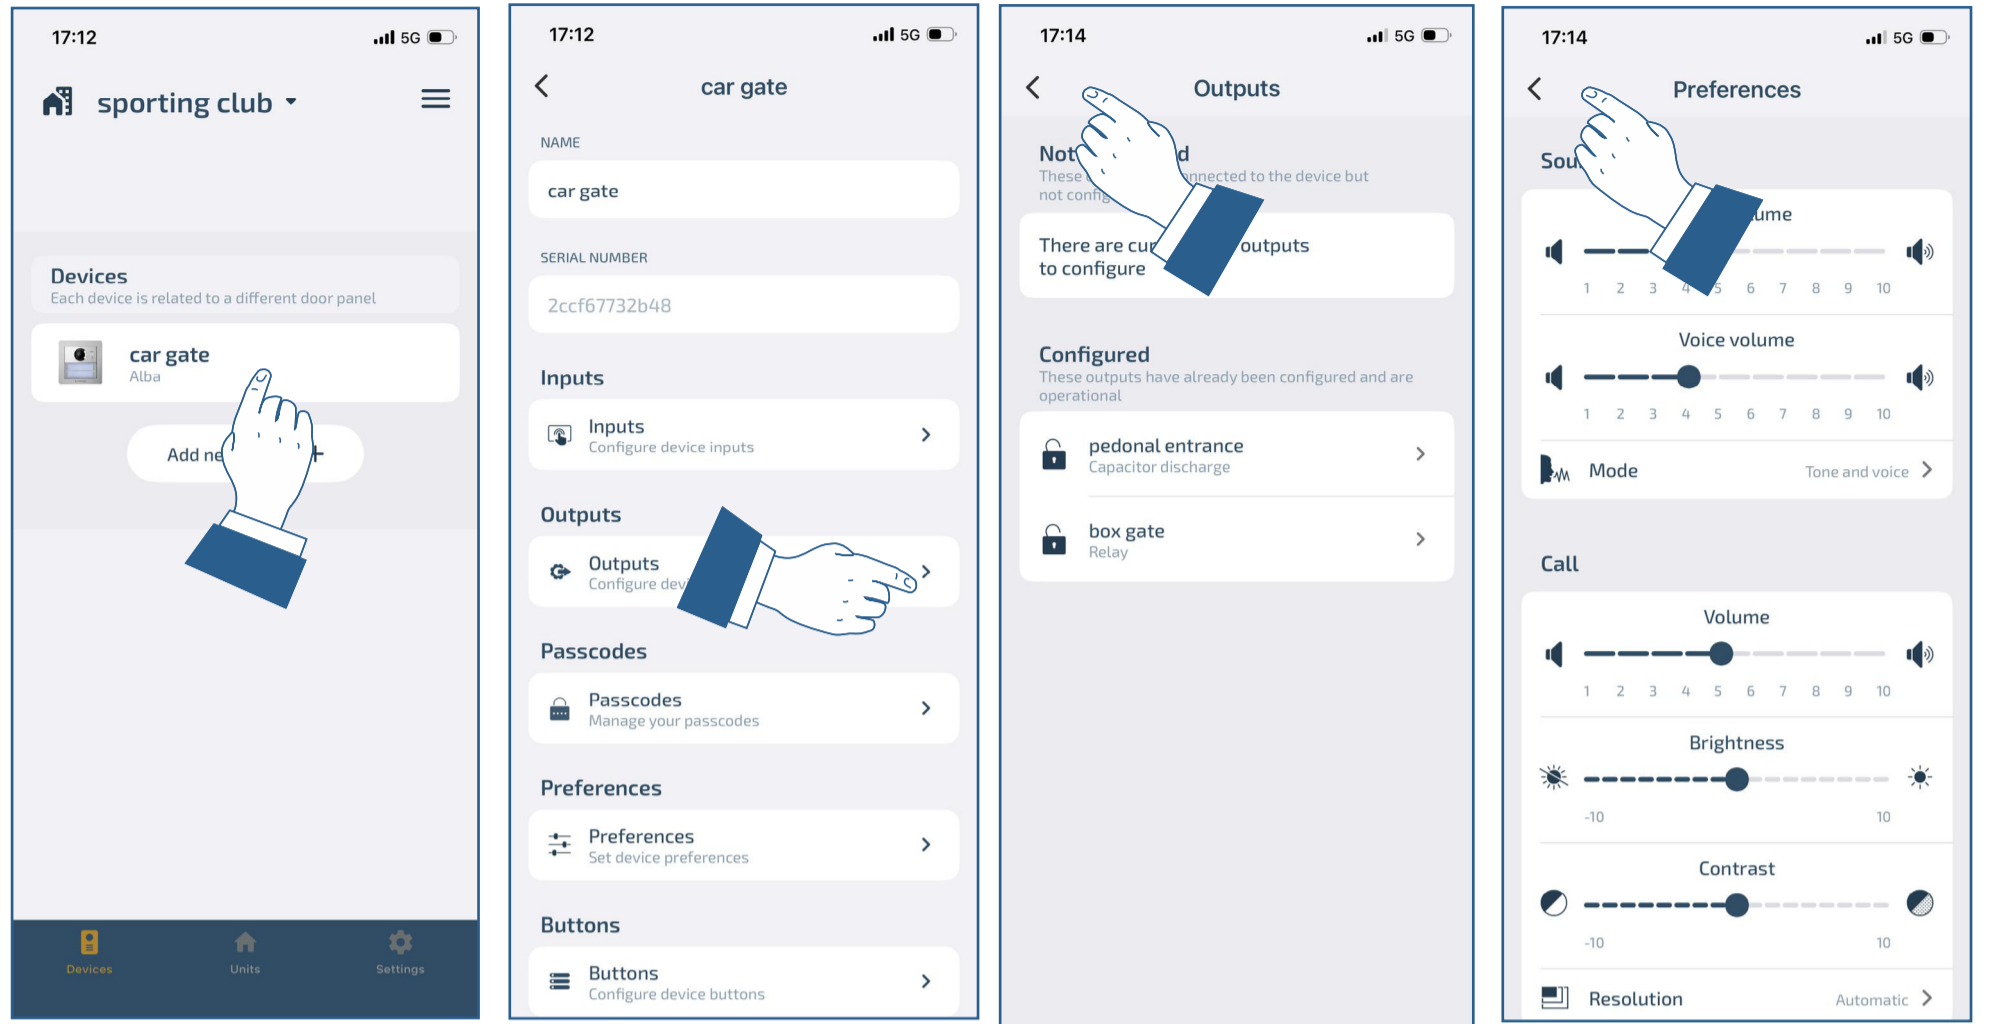 17:12
5G
sporting club
Devices
Each device is related to a different door panel
car gate
Alba
Add
Devices
Units
Settings
17:12
5G
car gate
NAME
car gate
SERIAL NUMBER
2ccf67732b48
Inputs
Inputs
Configure device inputs
Outputs
Outputs
Configure
Passcodes
Passcodes
Manage your passcodes
Preferences
Preferences
Set device preferences
Buttons
Buttons
Configure device buttons
17:14
5G
Outputs
Not
These connected to the device but
not
There are outputs
to configure
Configured
These outputs have already been configured and are
operational
pedonal entrance
Capacitor discharge
box gate
Relay
17:14
5G
Preferences
1 2 3 4 5 6 7 8 9 10
Voice volume
1 2 3 4 5 6 7 8 9 10
Mode
Tone and voice
Call
Volume
1 2 3 4 5 6 7 8 9 10
Brightness
-10 10
Contrast
-10 10
Resolution
Automatic